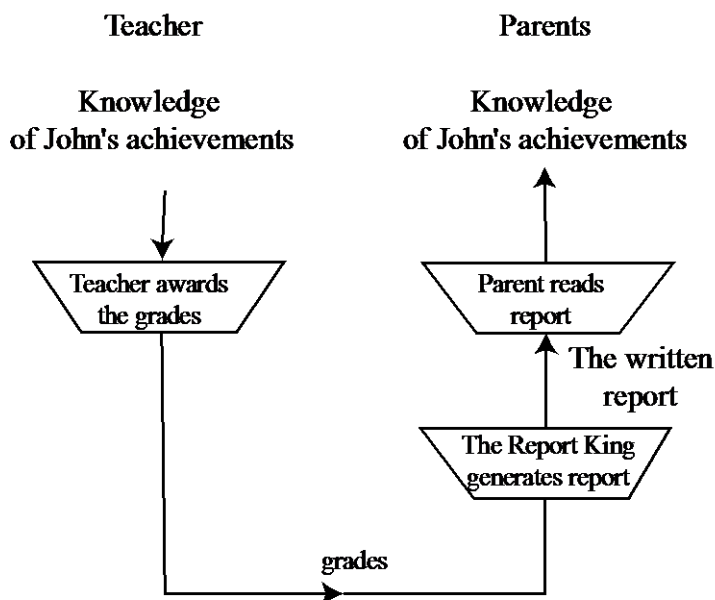 Teacher
Parents
Knowledge
of John's achievements
Knowledge
of John's achievements
Teacher awards
the grades
Parent reads
report
The written
report
The Report King
generates report
grades